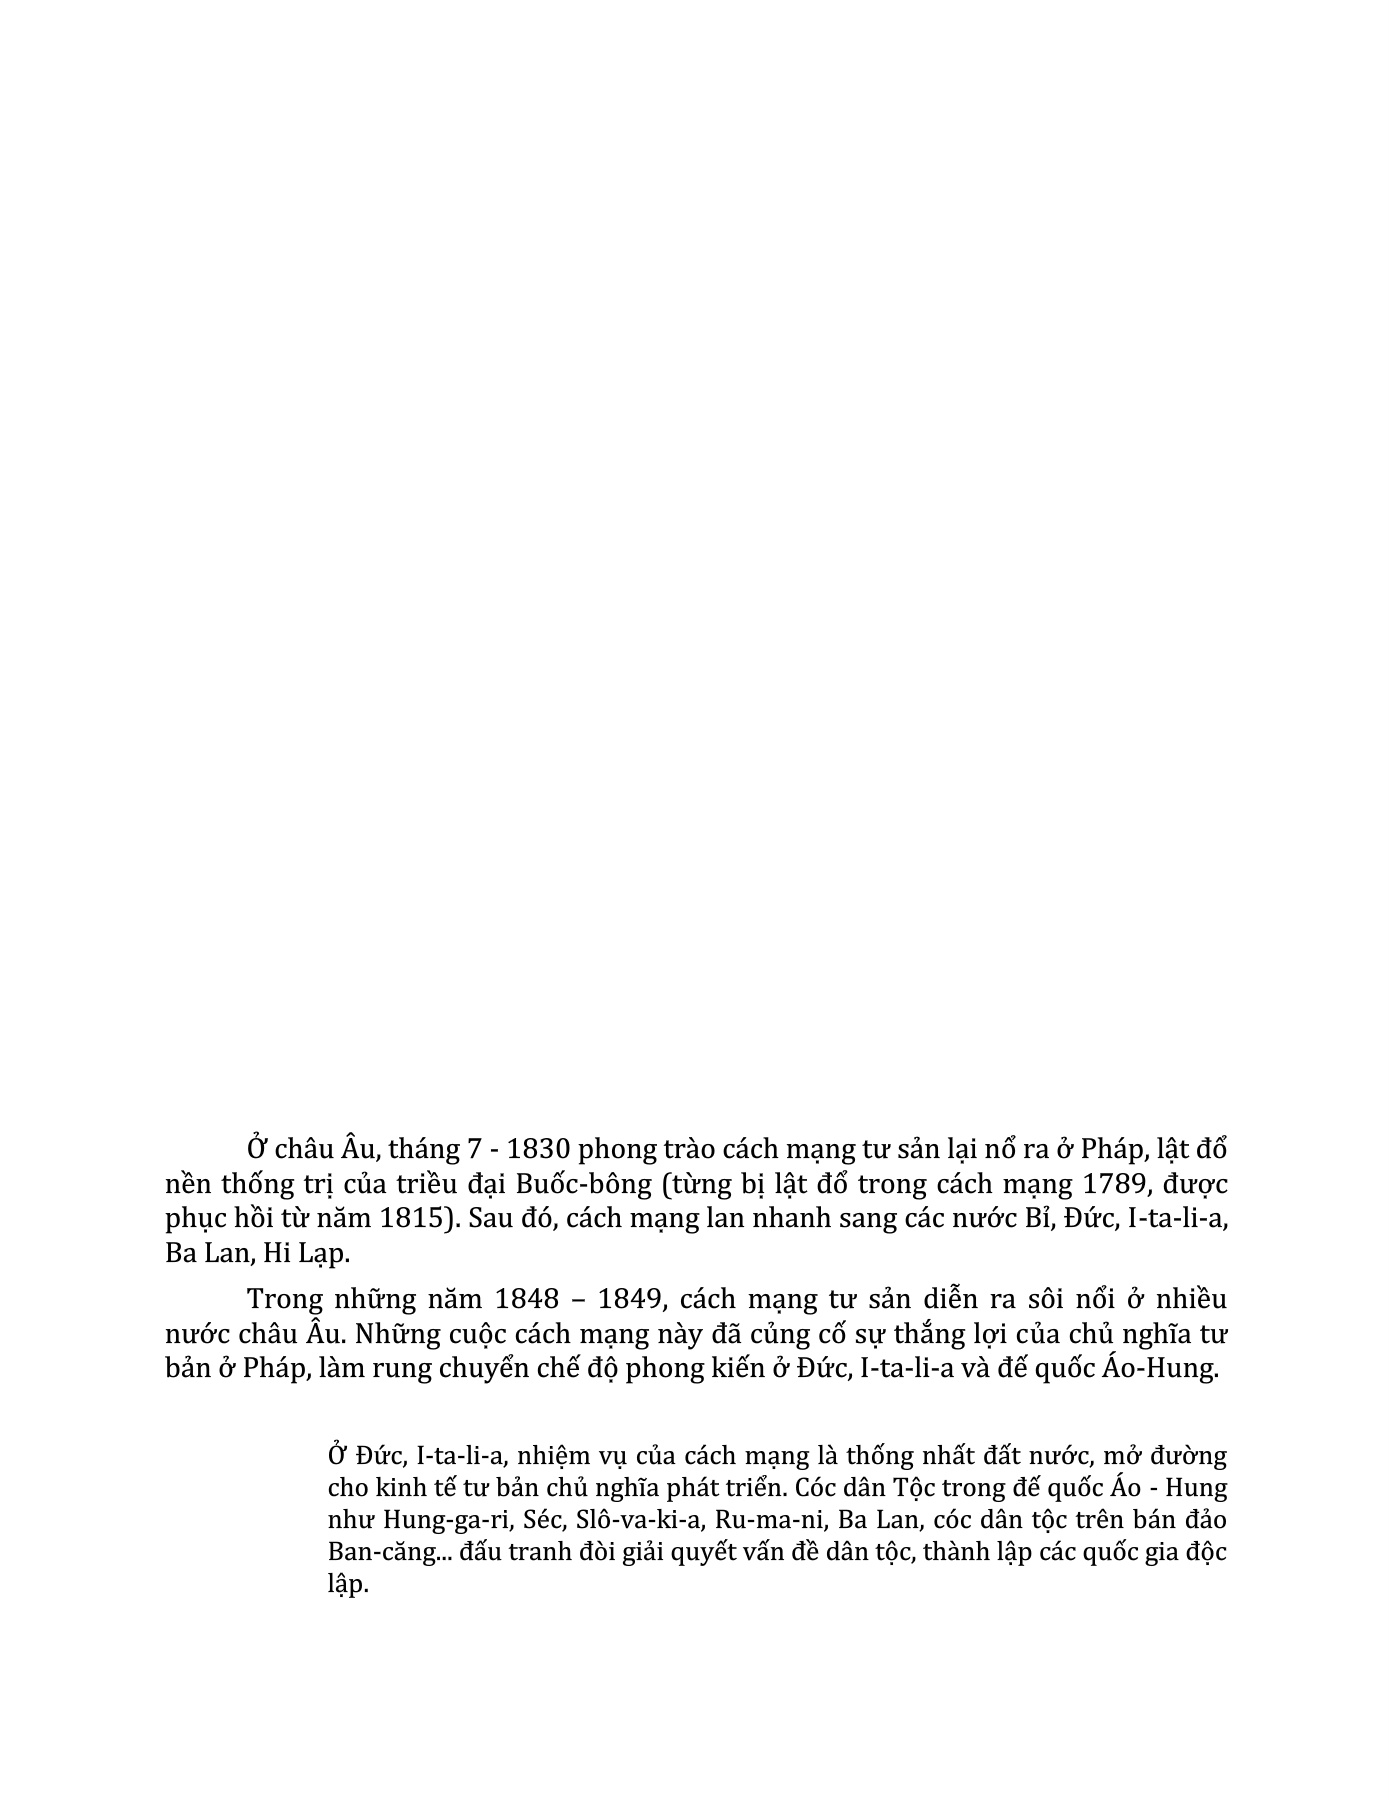 Ở châu Âu, tháng 7 - 1830 phong trào cách mạng tư sản lại nổ ra ở Pháp, lật đổ
nền thống trị của triều đại Buốc-bông (từng bị lật đổ trong cách mạng 1789, được
phục hồi từ năm 1815). Sau đó, cách mạng lan nhanh sang các nước Bỉ, Đức, I-ta-li-a,
Ba Lan, Hi Lạp.
Trong những năm 1848 – 1849, cách mạng tư sản diễn ra sôi nổi ở nhiều
nước châu Âu. Những cuộc cách mạng này đã củng cố sự thắng lợi của chủ nghĩa tư
bản ở Pháp, làm rung chuyển chế độ phong kiến ở Đức, I-ta-li-a và đế quốc Áo-Hung.
Ở Đức, I-ta-li-a, nhiệm vụ của cách mạng là thống nhất đất nước, mở đường
cho kinh tế tư bản chủ nghĩa phát triển. Cóc dân Tộc trong đế quốc Áo - Hung
như Hung-ga-ri, Séc, Slô-va-ki-a, Ru-ma-ni, Ba Lan, cóc dân tộc trên bán đảo
Ban-căng... đấu tranh đòi giải quyết vấn đề dân tộc, thành lập các quốc gia độc
lập.